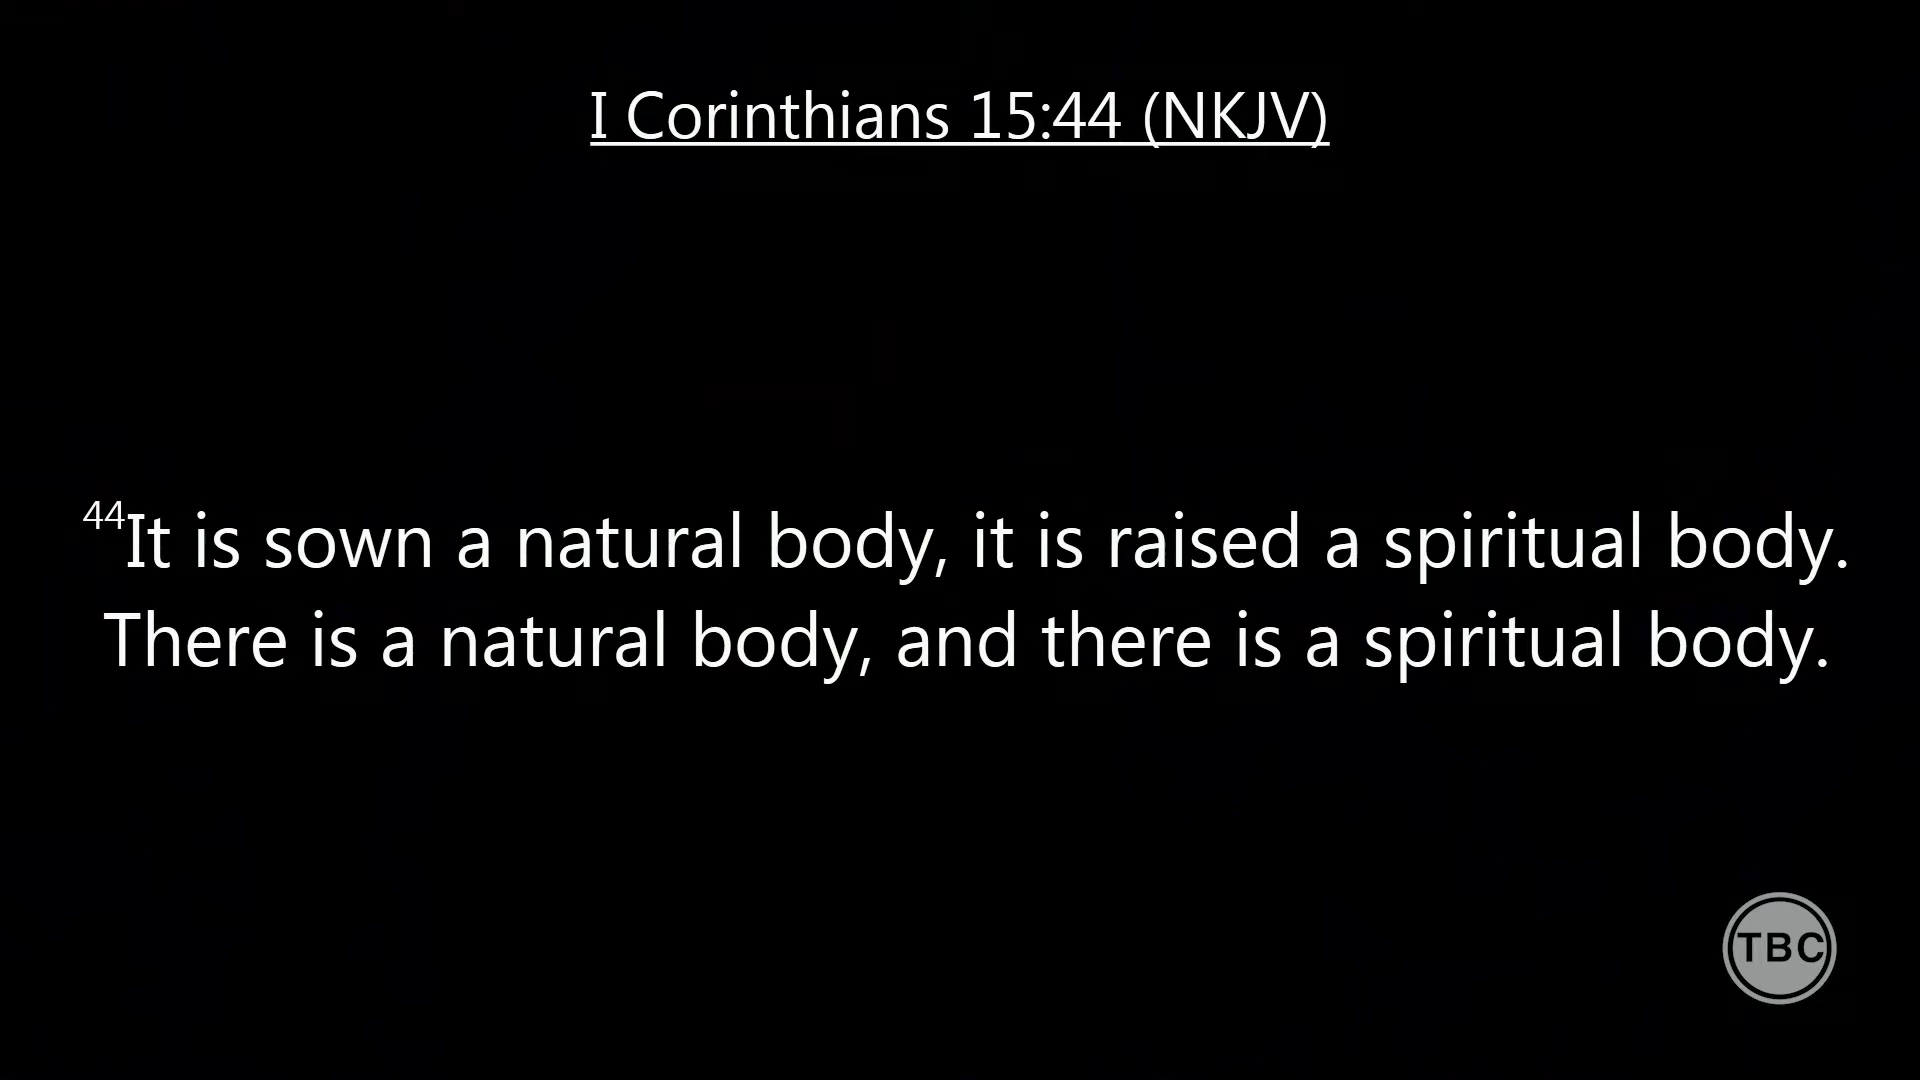 I Corinthians 15:44 (NKJV)
44It is sown a natural body, it is raised a spiritual body.
There is a natural body, and there is a spiritual body.
TBC